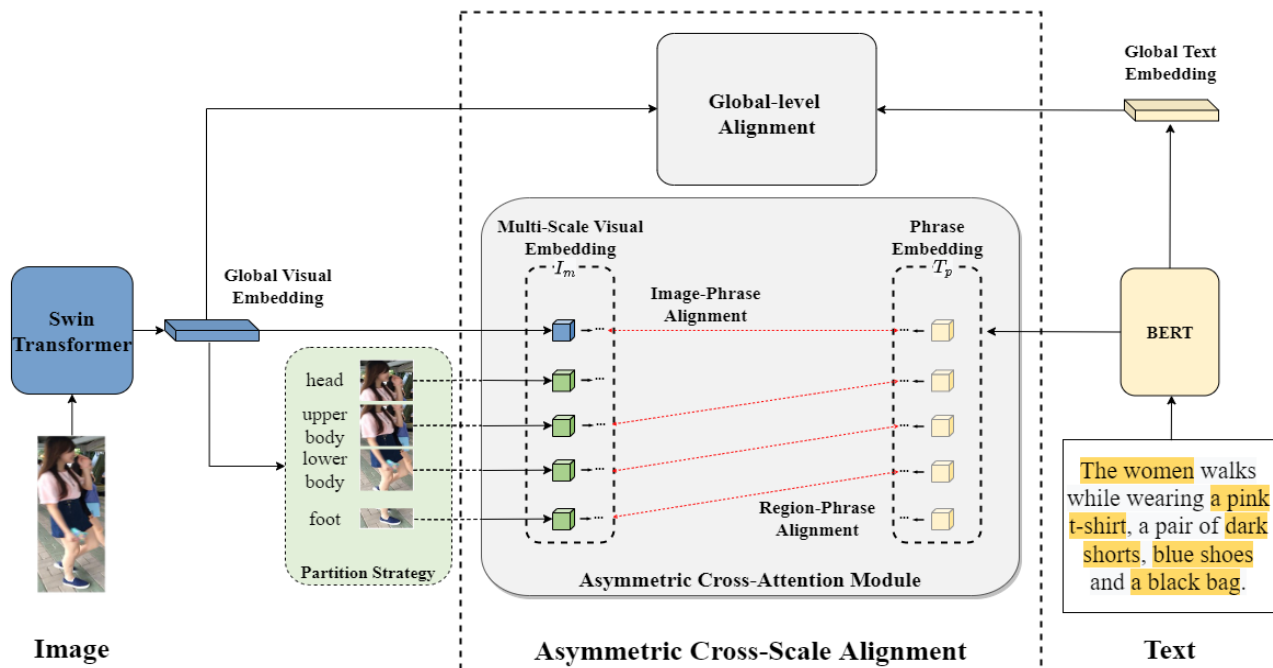 Global-level
Alignment
Global Text
Embedding
Multi-Scale Visual
Embedding
I_m
Phrase
Embedding
T_p
Global Visual
Embedding
Image-Phrase
Alignment
Swin
Transformer
BERT
head
upper
body
lower
body
foot
Partition Strategy
Region-Phrase
Alignment
Asymmetric Cross-Attention Module
The women walks
while wearing a pink
t-shirt, a pair of dark
shorts, blue shoes
and a black bag.
Image
Asymmetric Cross-Scale Alignment
Text